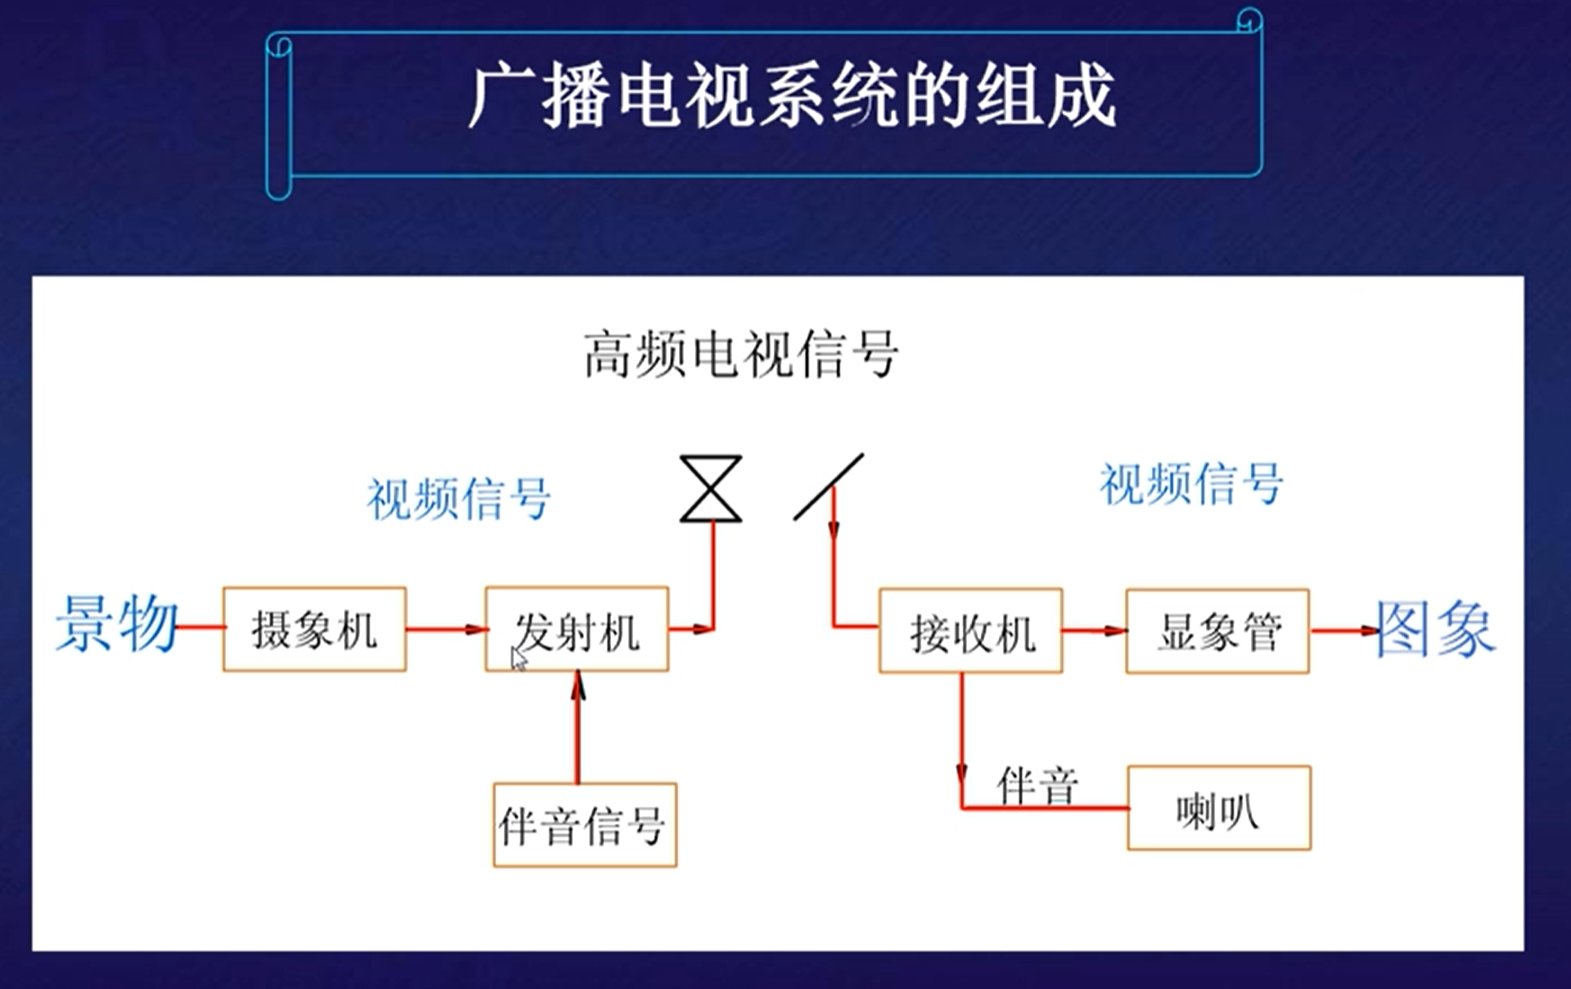 广播电视系统的组成
高频电视信号
视频信号
视频信号
景物
摄象机
发射机
接收机
显象管
图象
伴音信号
伴音
喇叭